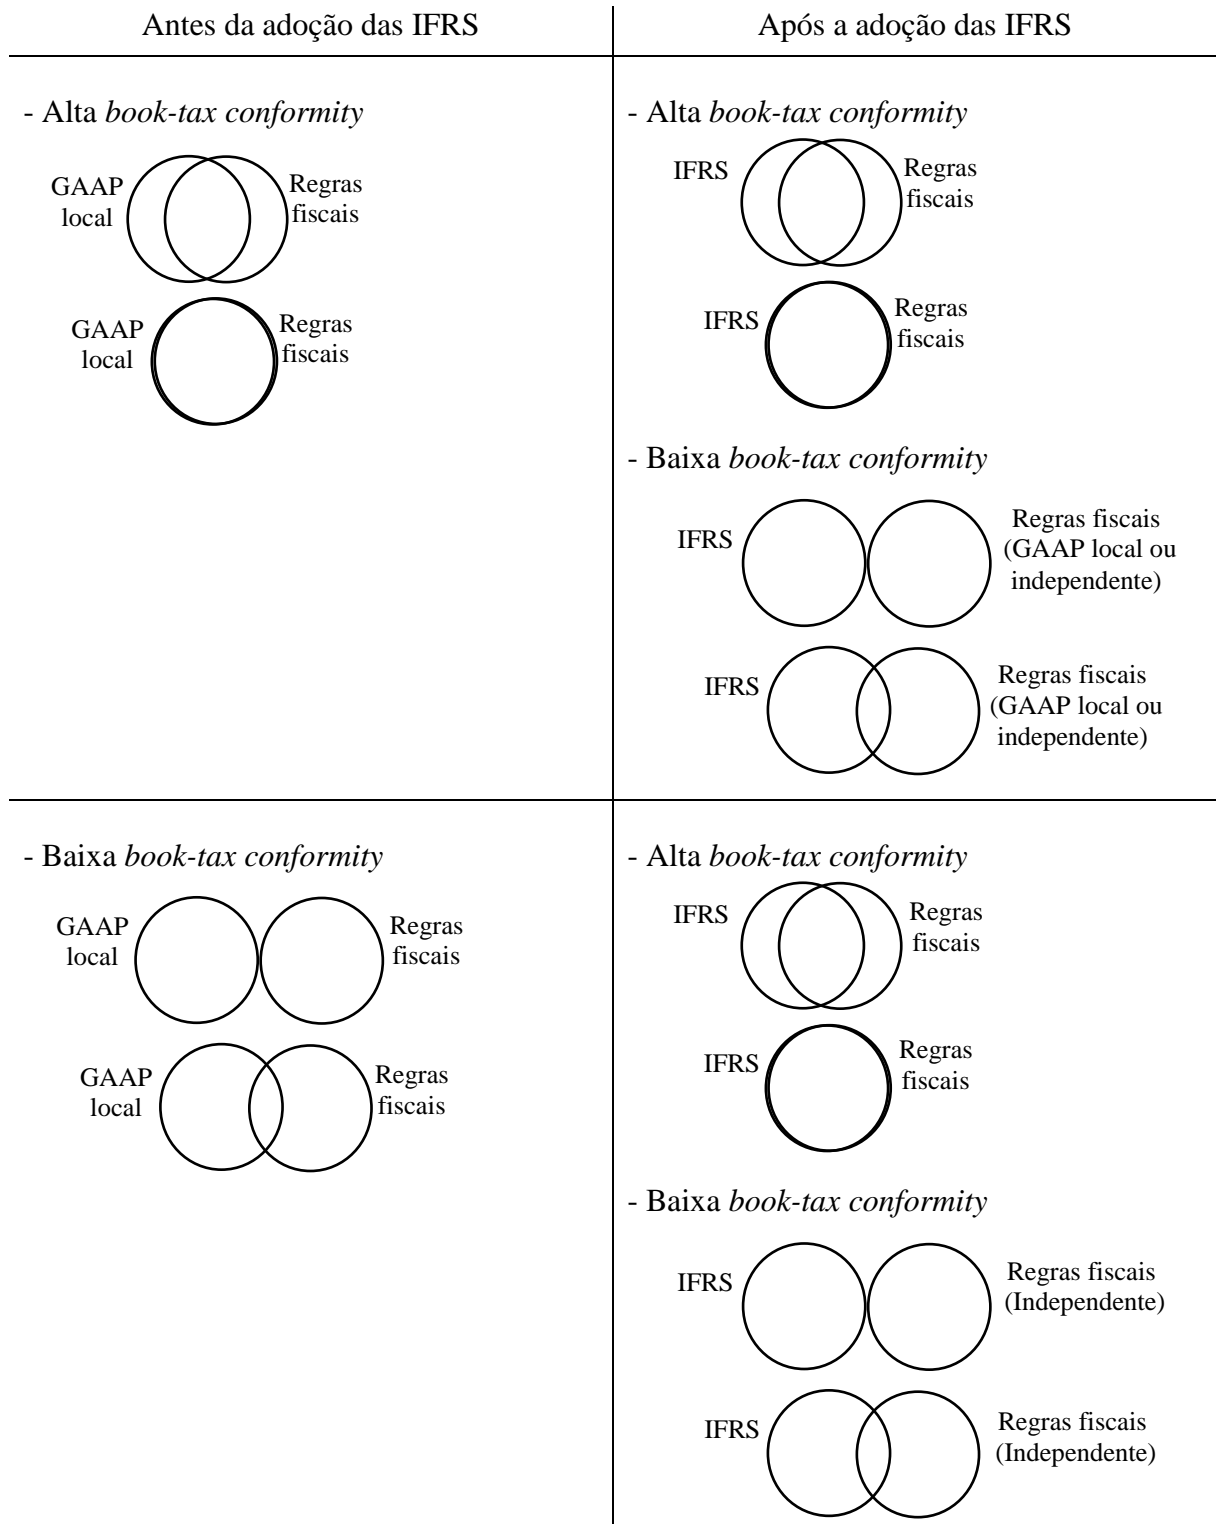 Antes da adoção das IFRS
Após a adoção das IFRS
- Alta book-tax conformity
GAAP
local
Regras
fiscais
GAAP
local
Regras
fiscais
- Alta book-tax conformity
IFRS
Regras
fiscais
IFRS
Regras
fiscais
- Baixa book-tax conformity
IFRS
Regras fiscais
(GAAP local ou
independente)
IFRS
Regras fiscais
(GAAP local ou
independente)
- Baixa book-tax conformity
GAAP
local
Regras
fiscais
GAAP
local
Regras
fiscais
- Alta book-tax conformity
IFRS
Regras
fiscais
IFRS
Regras
fiscais
- Baixa book-tax conformity
IFRS
Regras fiscais
(Independente)
IFRS
Regras fiscais
(Independente)